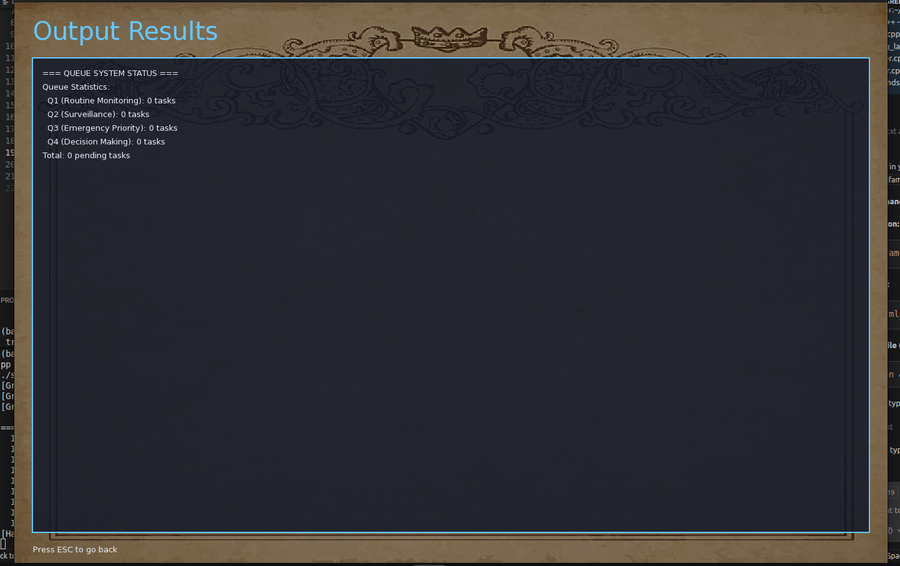 Output Results
=== QUEUE SYSTEM STATUS ===
Queue Statistics:
Q1 (Routine Monitoring): 0 tasks
Q2 (Surveillance): 0 tasks
Q3 (Emergency Priority): 0 tasks
Q4 (Decision Making): 0 tasks
Total: 0 pending tasks
Press ESC to go back